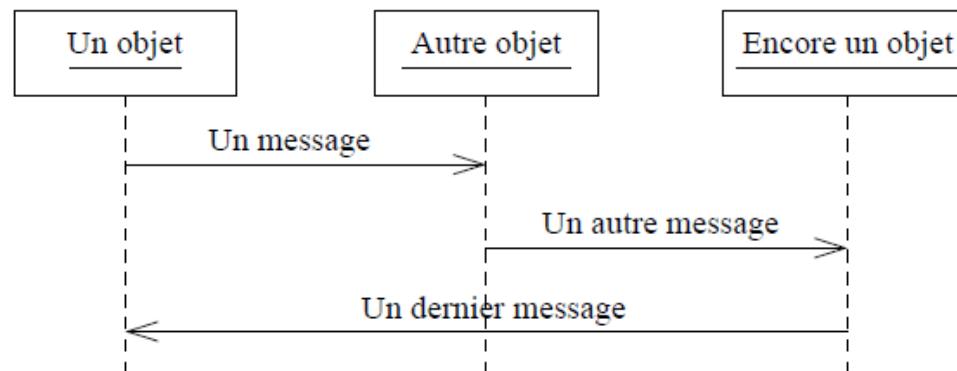 Un objet
Autre objet
Encore un objet
Un message
Un autre message
Un dernier message